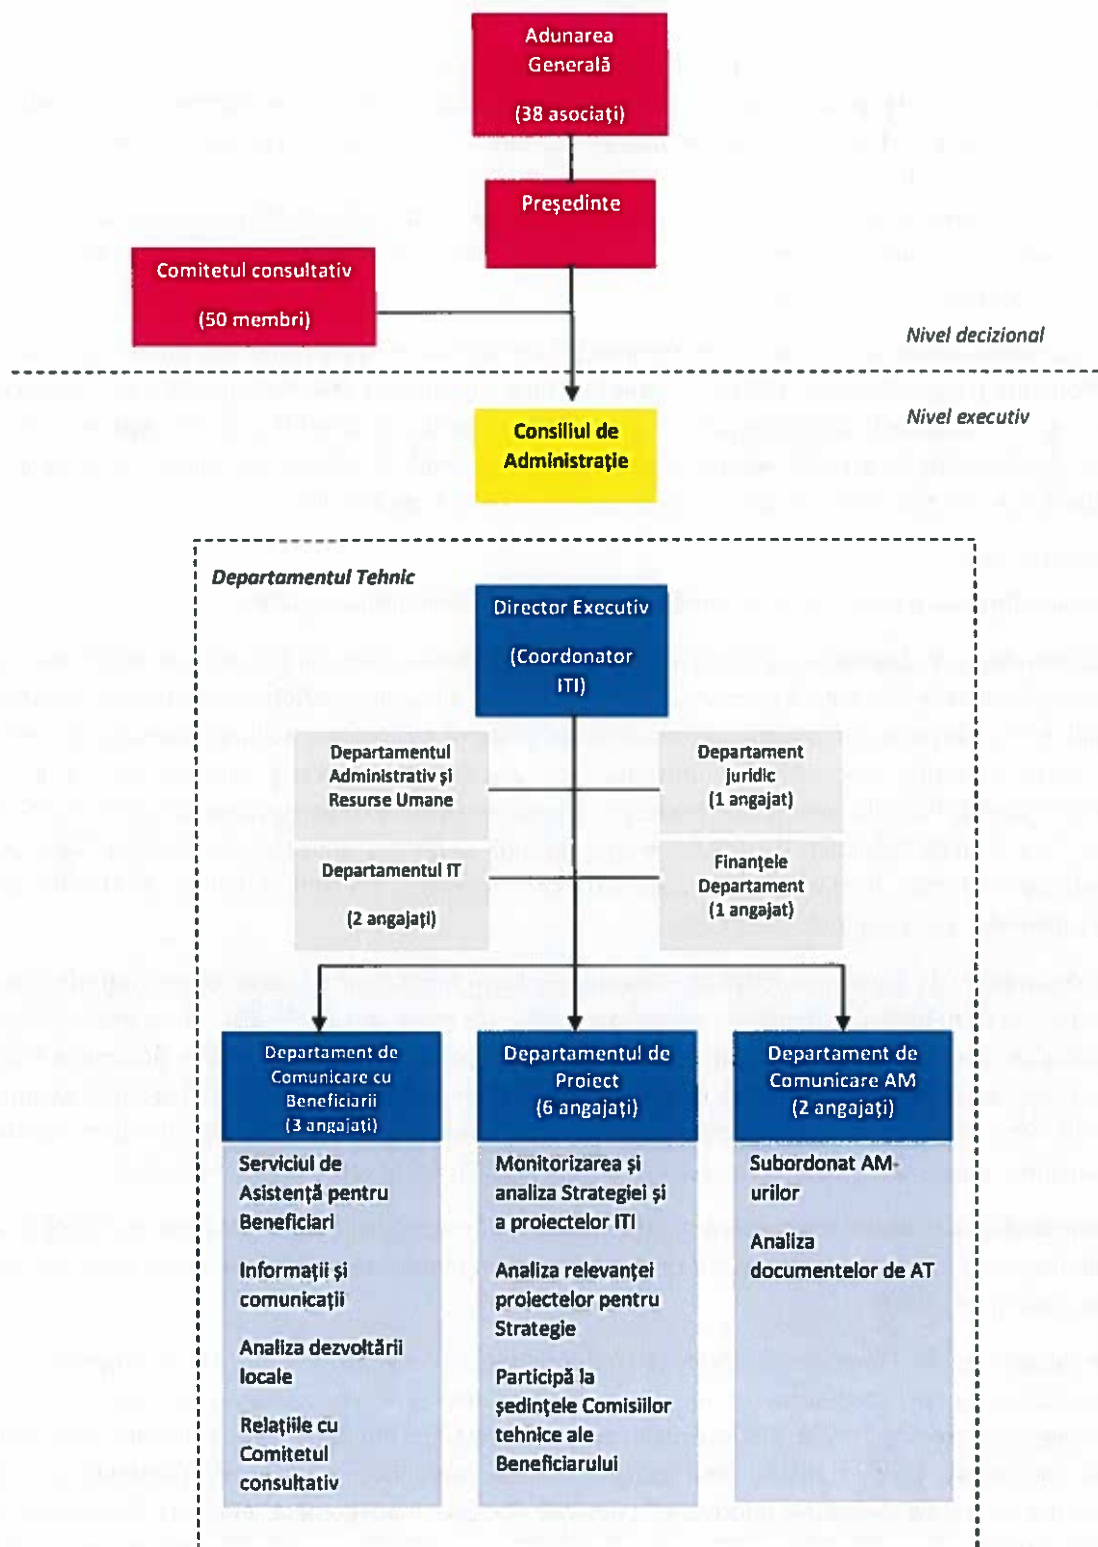 Adunarea
Generală
(38 asociați)
Președinte
Comitetul consultativ
(50 membri)
Nivel decizional
Nivel executiv
Consiliul de
Administrație
Departamentul Tehnic
Director Executiv
(Coordonator
ITI)
Departamentul
Administrativ și
Resurse Umane
Departament
juridic
(1 angajat)
Departamentul IT
(2 angajați)
Finanțele
Departament
(1 angajat)
Departament de
Comunicare cu
Beneficiarii
(3 angajați)
Serviciul de
Asistență pentru
Beneficiari
Informații și
comunicații
Analiza dezvoltării
locale
Relațiile cu
Comitetul
consultativ
Departamentul de
Proiect
(6 angajați)
Monitorizarea și
analiza Strategiei și
a proiectelor ITI
Analiza relevanței
proiectelor pentru
Strategie
Participă la
ședințele Comisiilor
tehnice ale
Beneficiarului
Departament de
Comunicare AM
(2 angajați)
Subordonat AM-
urilor
Analiza
documentelor de AT